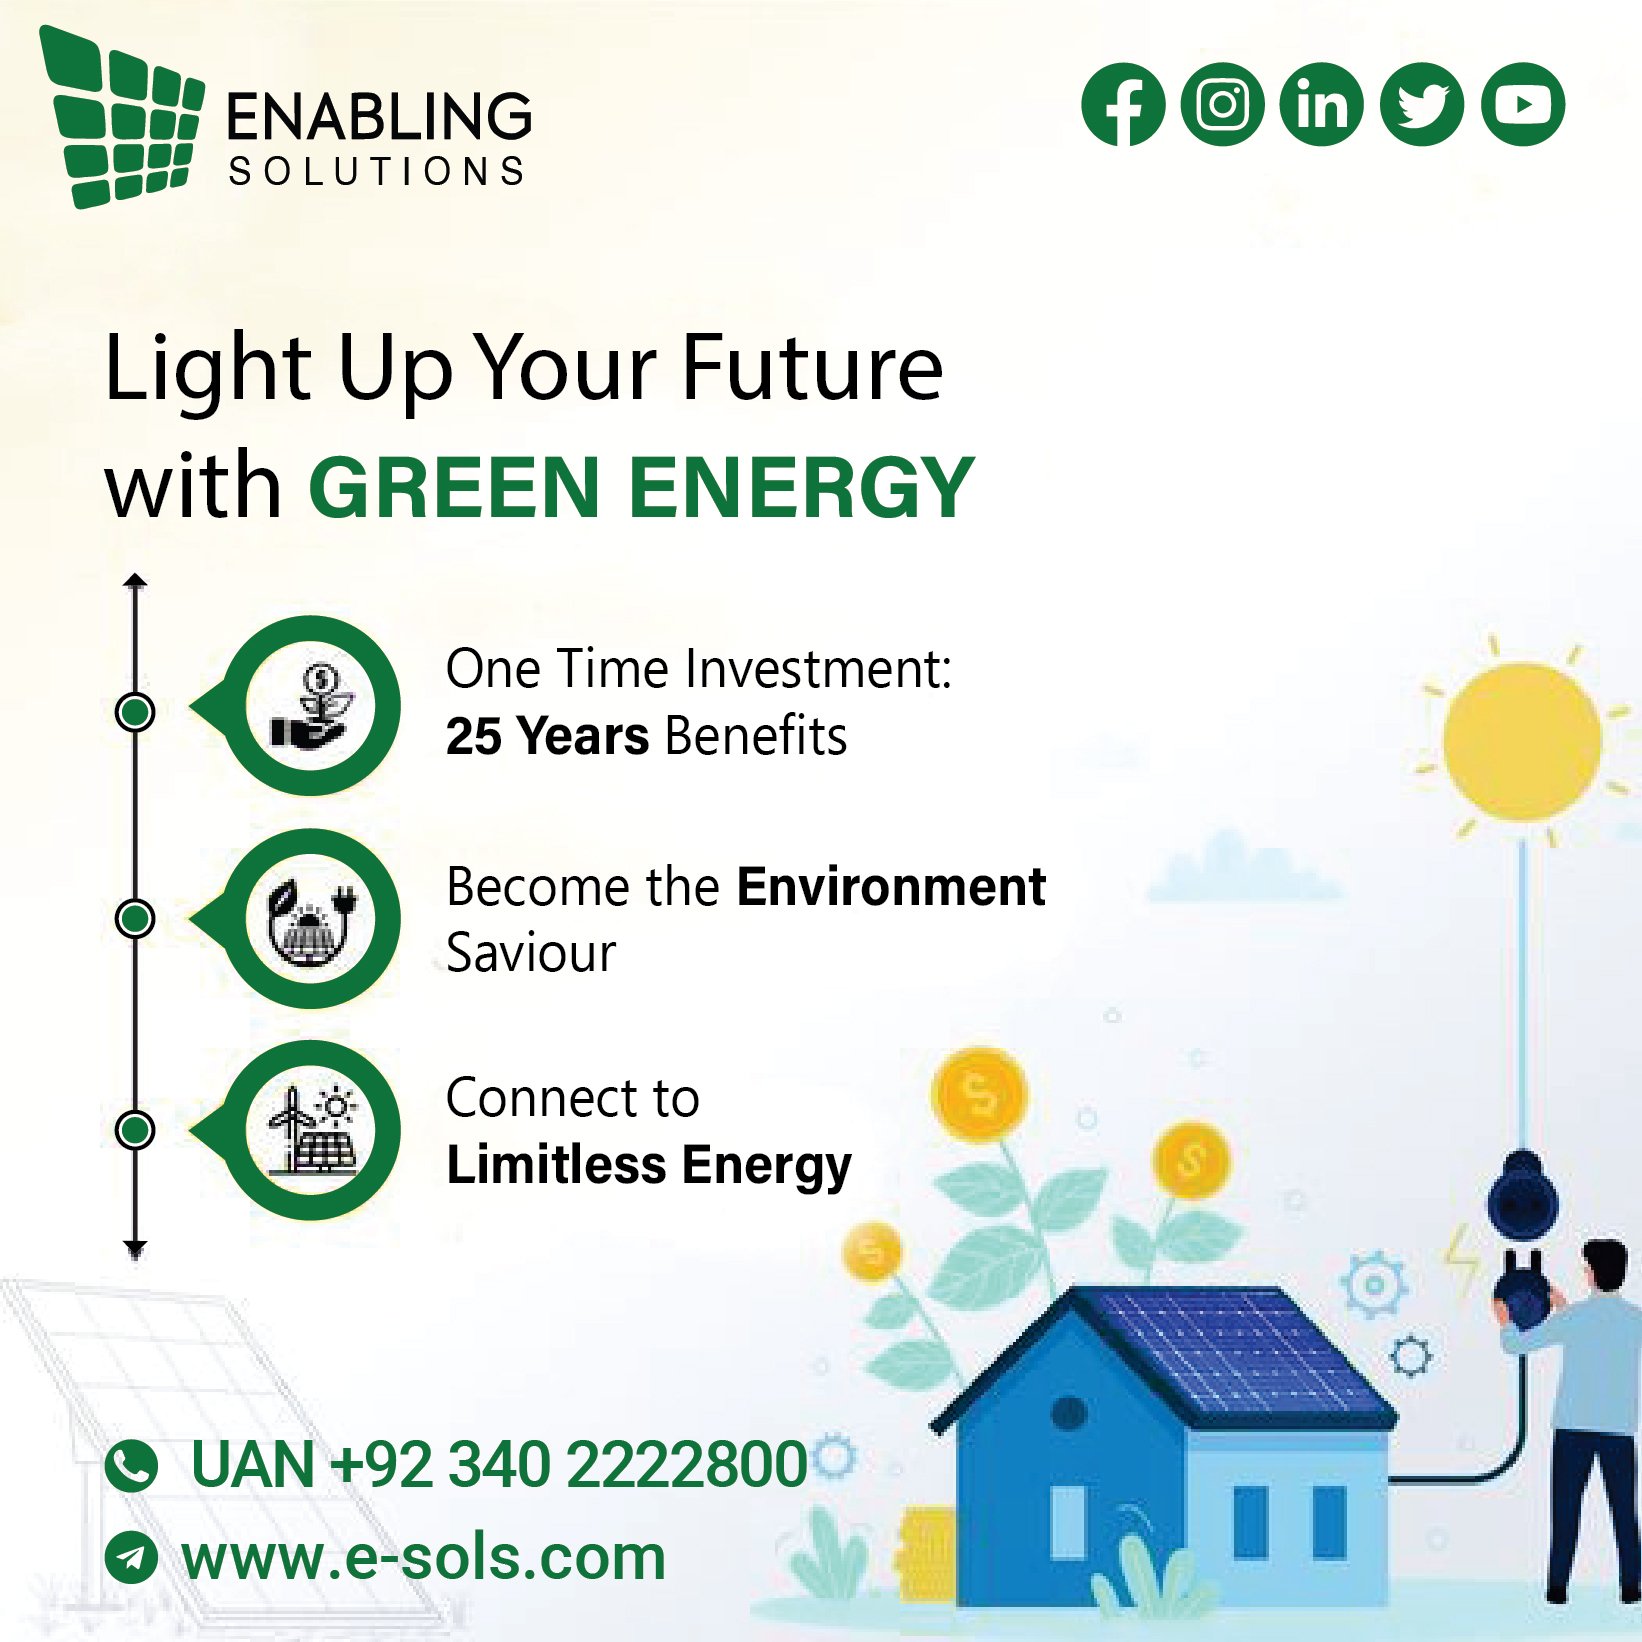 ENABLING
SOLUTIONS
Light Up Your Future
with GREEN ENERGY
One Time Investment:
25 Years Benefits
Become the Environment
Saviour
Connect to
Limitless Energy
UAN +92 340 2222800
www.e-sols.com